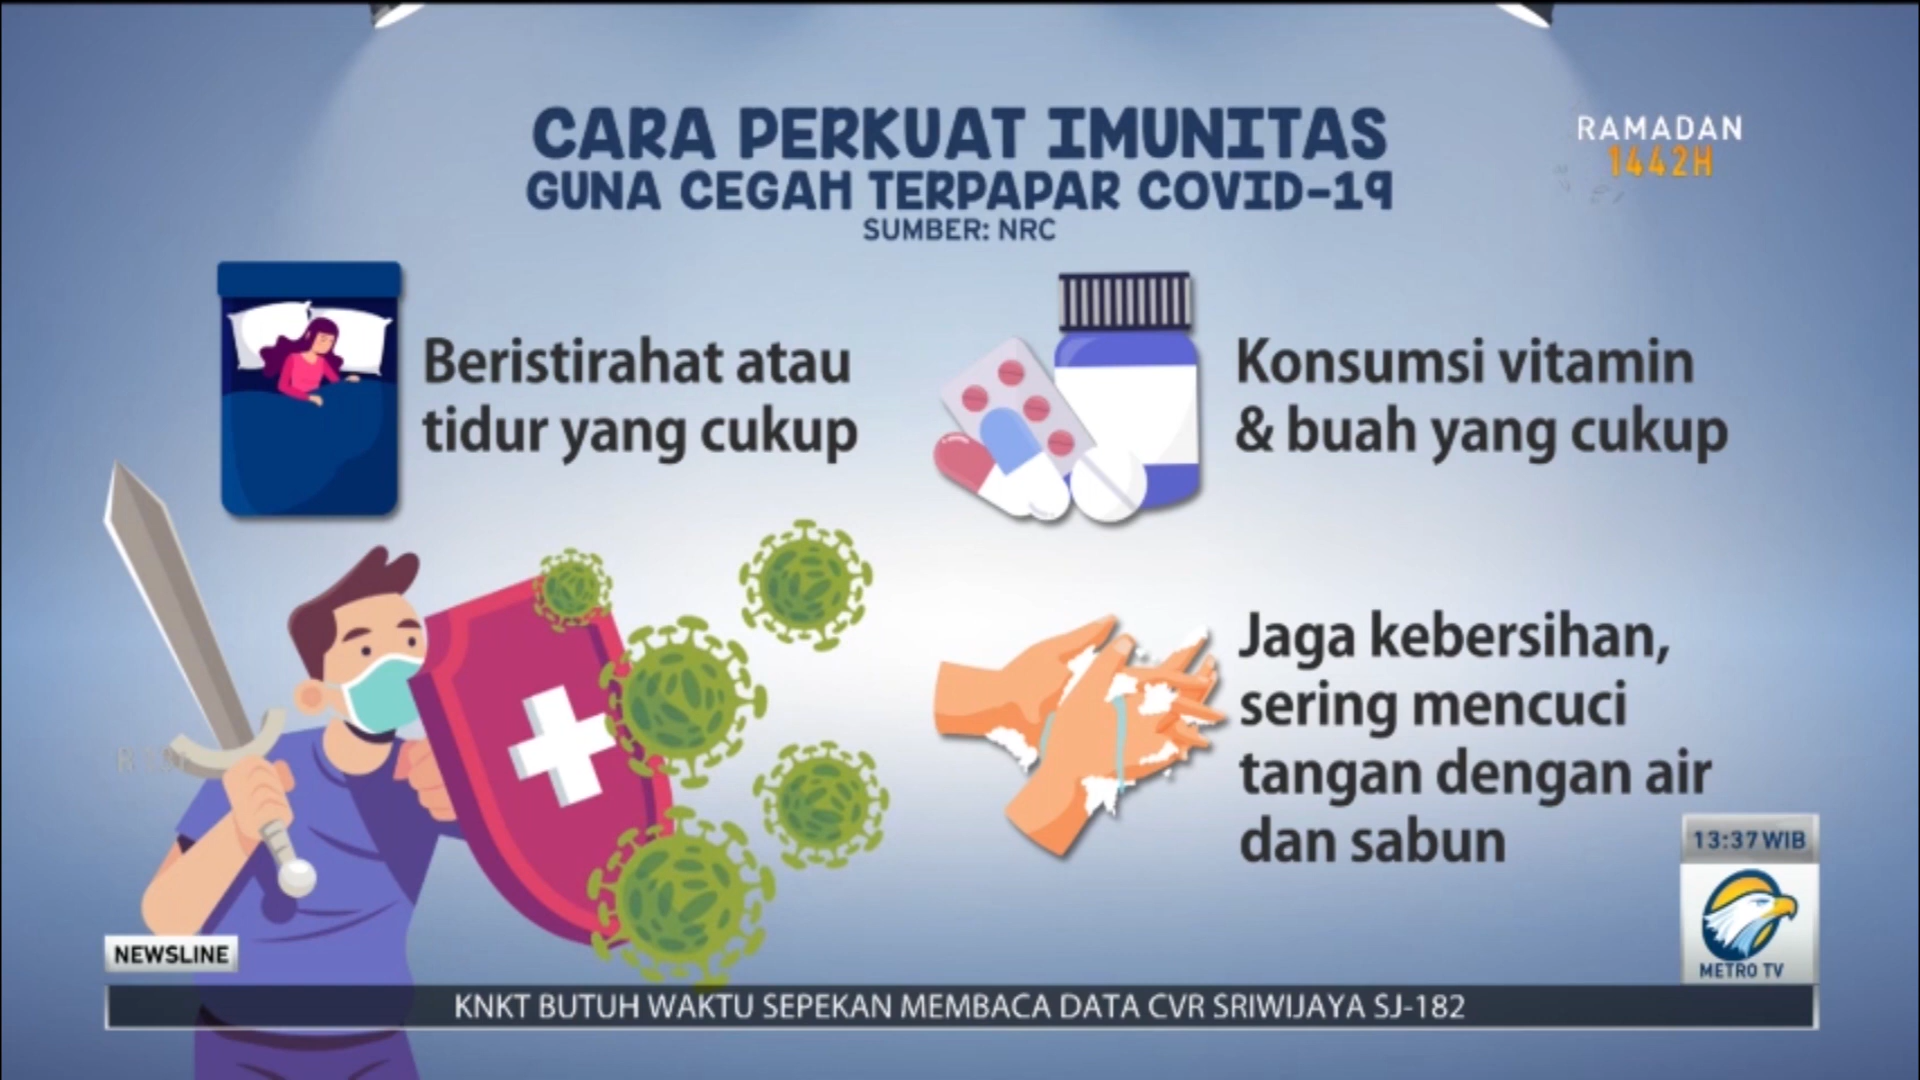 CARA PERKUAT IMUNITAS
GUNA CEGAH TERPAPAR COVID-19
SUMBER: NRC
RAMADAN
1442H
Beristirahat atau
tidur yang cukup
Konsumsi vitamin
& buah yang cukup
Jaga kebersihan,
sering mencuci
tangan dengan air
dan sabun
13:37 WIB
METRO TV
NEWSLINE
KNKT BUTUH WAKTU SEPEKAN MEMBACA DATA CVR SRIWIJAYA SJ-182